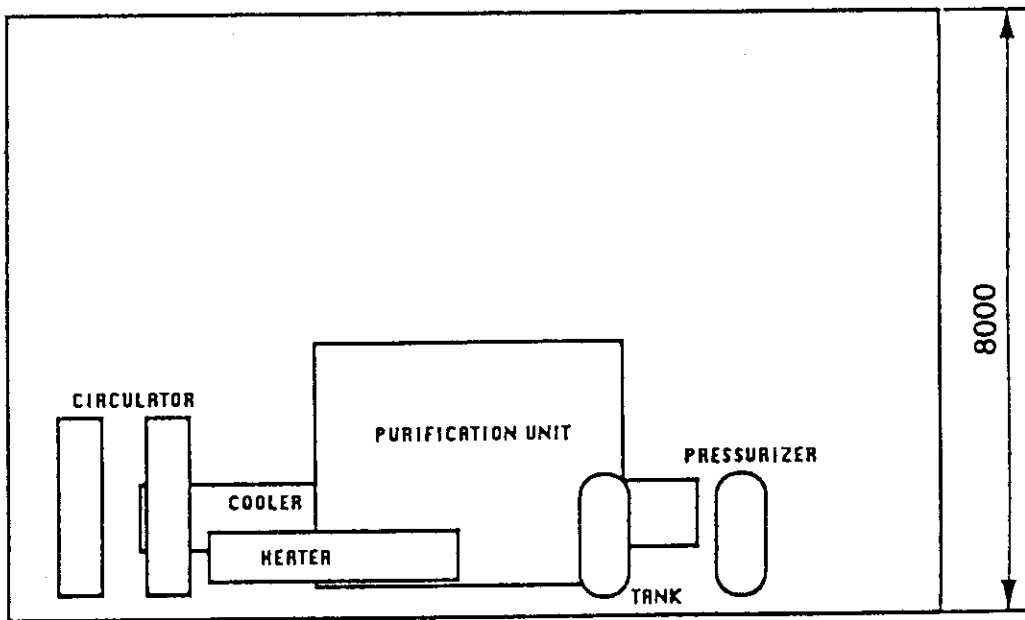 CIRCULATOR
PURIFICATION UNIT
PRESSURIZER
COOLER
HEATER
TANK
8000